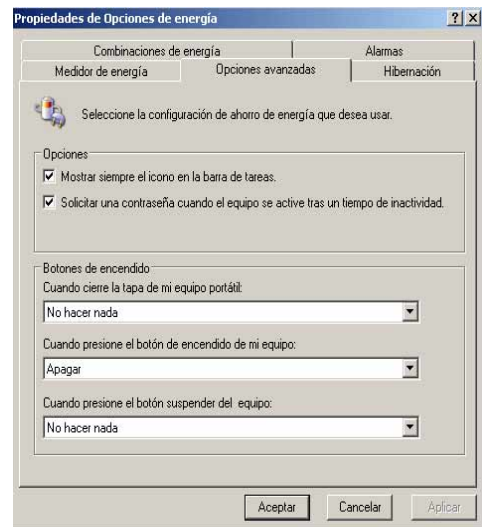 Propiedades de Opciones de energía
Combinaciones de energía
Alarmas
Medidor de energía
Opciones avanzadas
Hibernación
Seleccione la configuración de ahorro de energía que desea usar.
Opciones
Mostrar siempre el icono en la barra de tareas.
Solicitar una contraseña cuando el equipo se active tras un tiempo de inactividad.
Botones de encendido
Cuando cierre la tapa de mi equipo portátil:
No hacer nada
Cuando presione el botón de encendido de mi equipo:
Apagar
Cuando presione el botón suspender del equipo:
No hacer nada
Aceptar
Cancelar
Aplicar